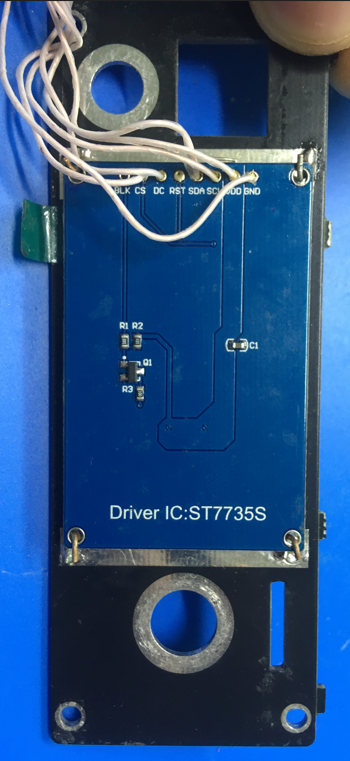 BLK CS DC RST SDA SCL VDD GND
R1 R2
C1
Q1
R3
Driver IC:ST7735S